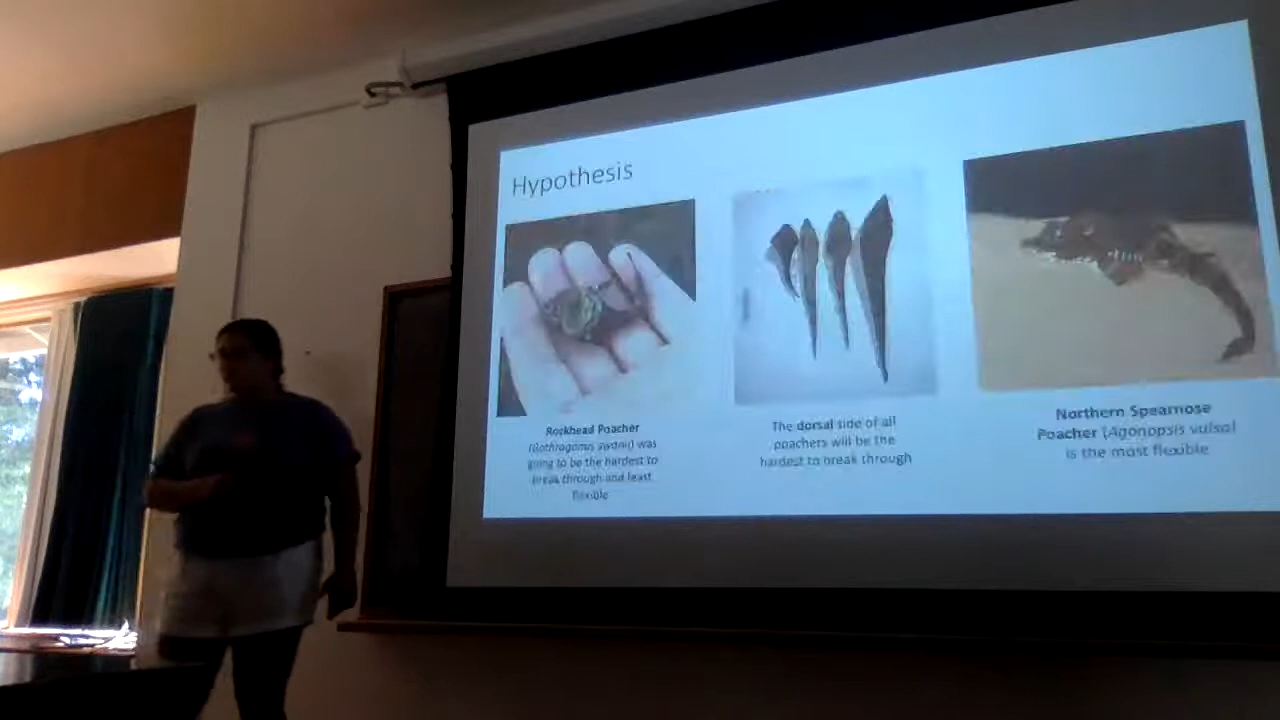 Hypothesis
Rockhead Poacher
(Bothragonus swanii) was
going to be the hardest to
break through and least
flexible
The dorsal side of all
poachers will be the
hardest to break through
Northern Spearnose
Poacher (Agonopsis vulsa)
is the most flexible